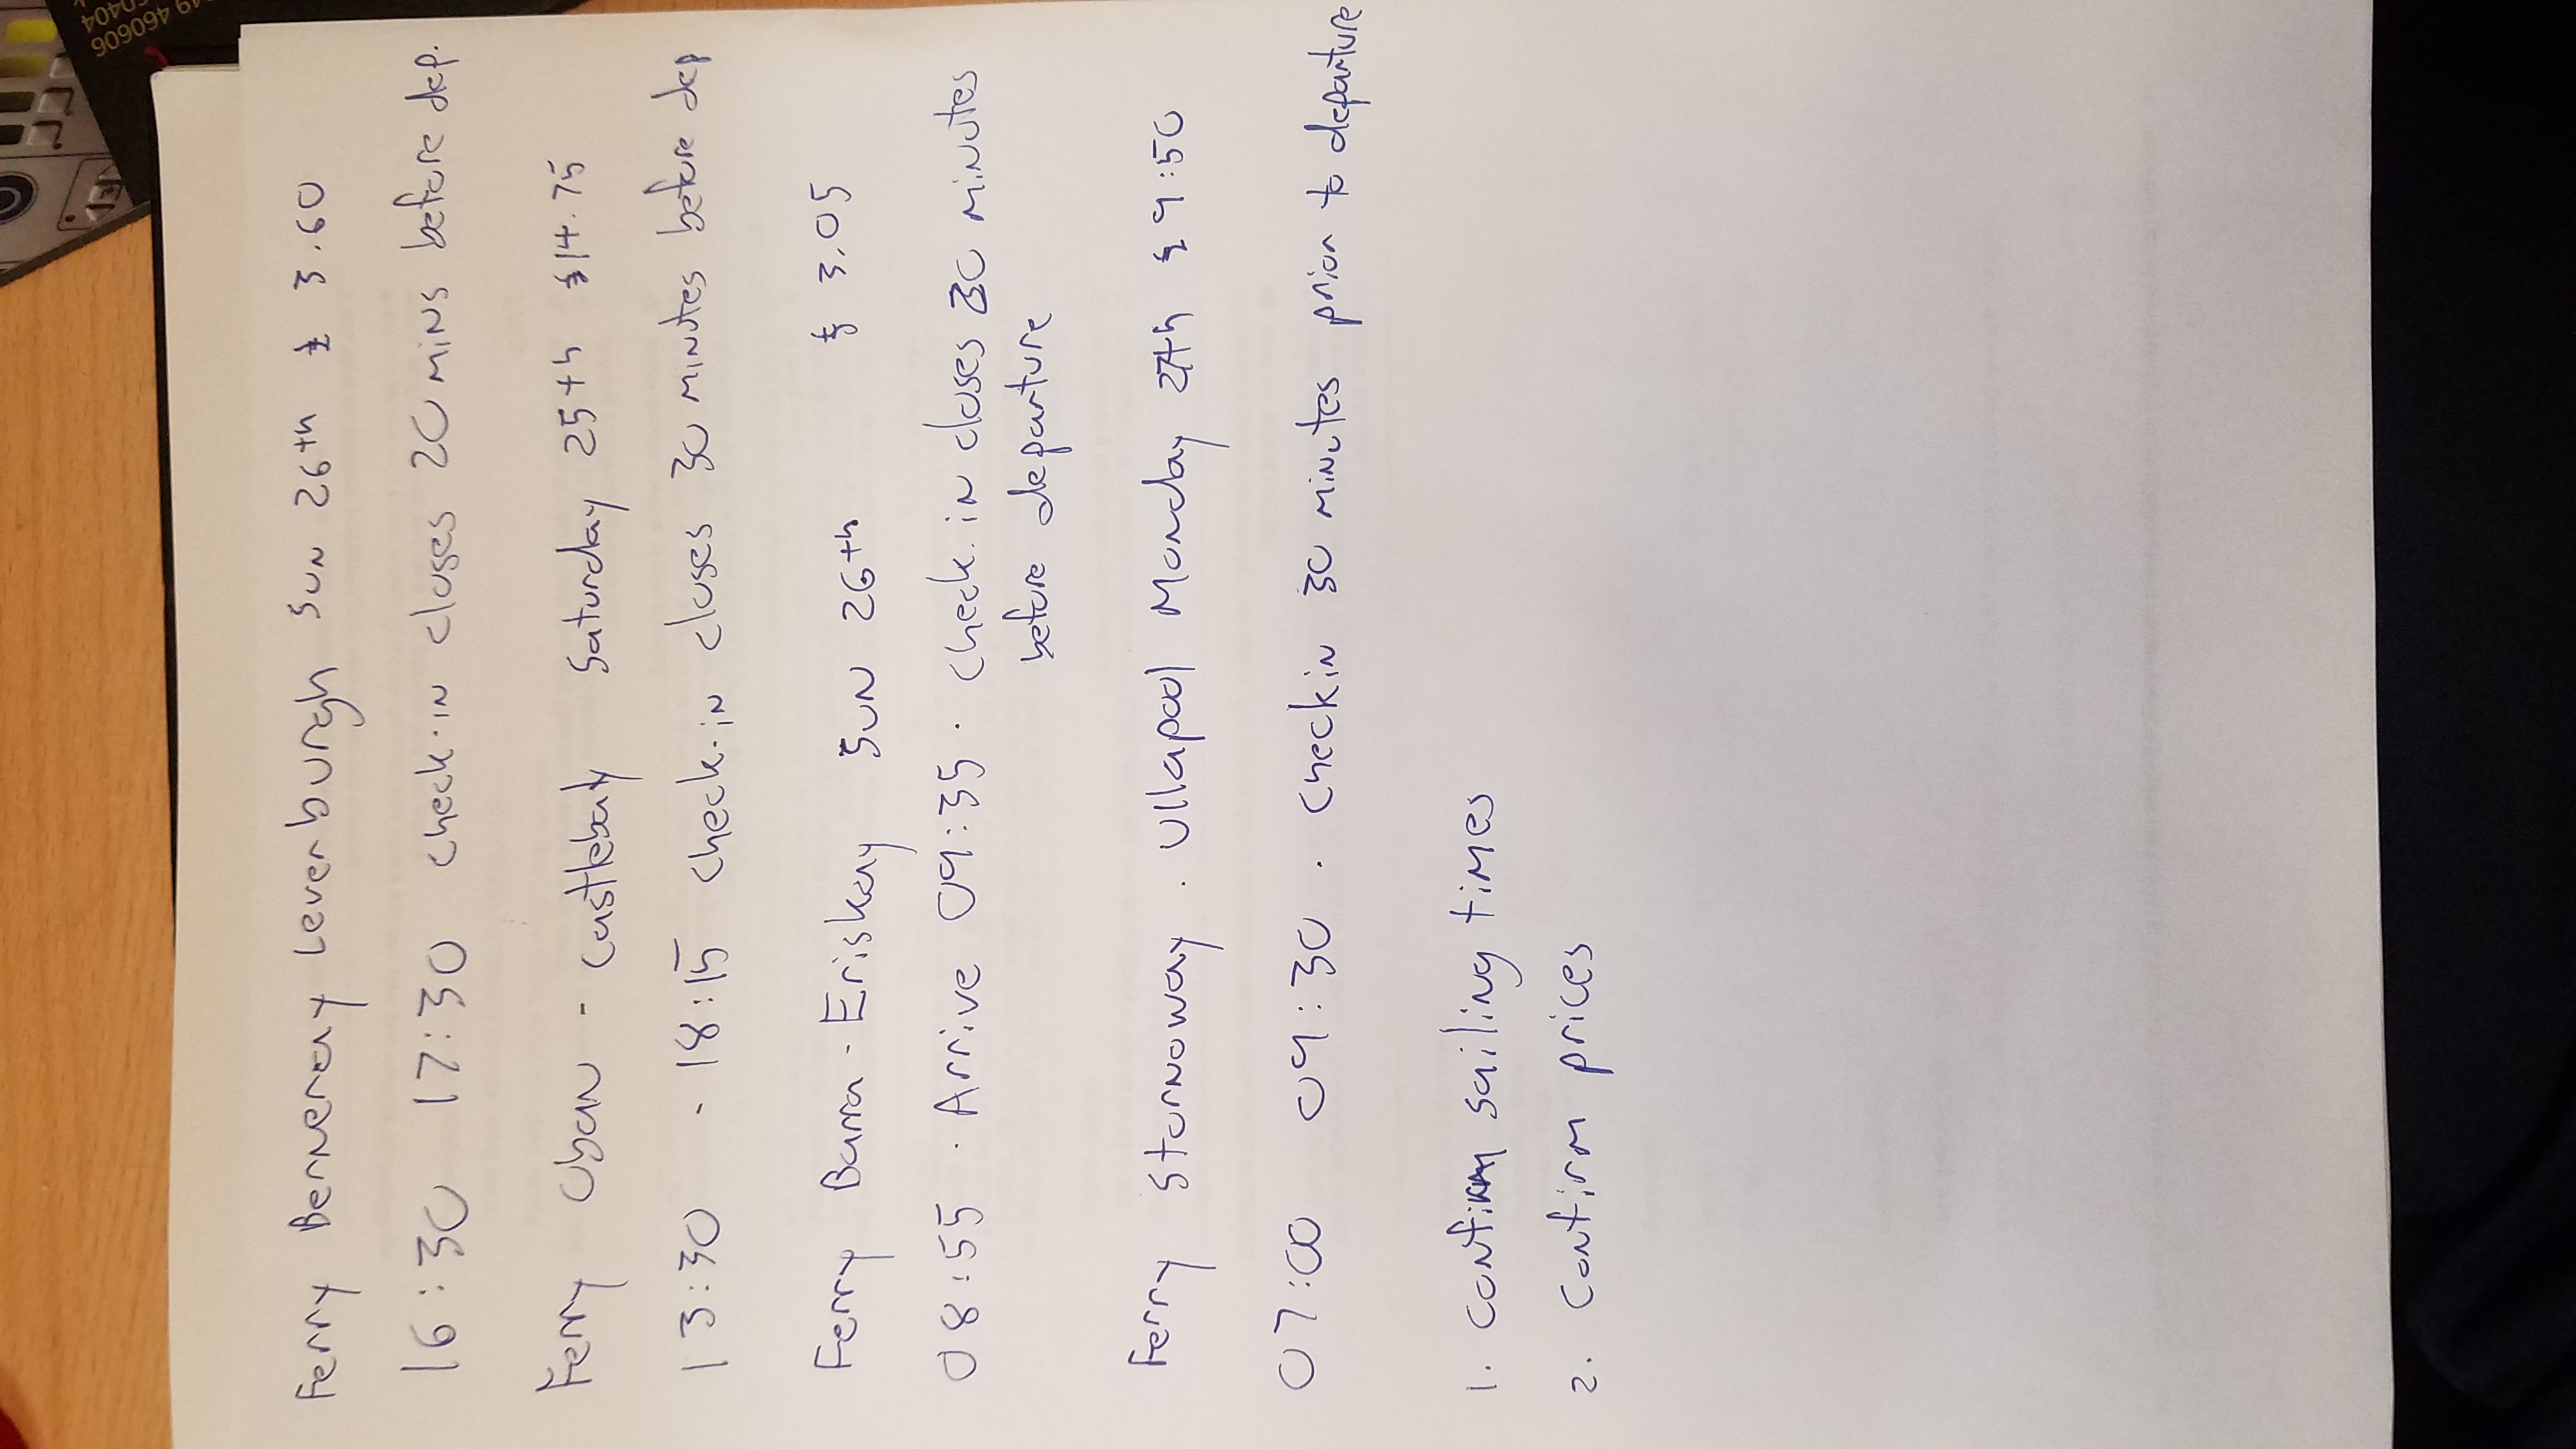 13
19 460606
0404
Ferry Berneray Leverburgh Sun 26th £ 3.60
16:30 17:30 check-in closes 20 mins before dep.
Ferry Oban - Castlebay Saturday 25th £14.75
13:30 - 18:15 check-in closes 30 minutes before dep
Ferry Barra - Eriskay Sun 26th £ 3.05
08:55 - Arrive 09:35 - check-in closes 30 minutes
before departure
Ferry Stornoway - Ullapool Monday 27th £9:50
07:00 09:30 - Check in 30 minutes prior to departure
1. Confirm sailing times
2. Confirm prices